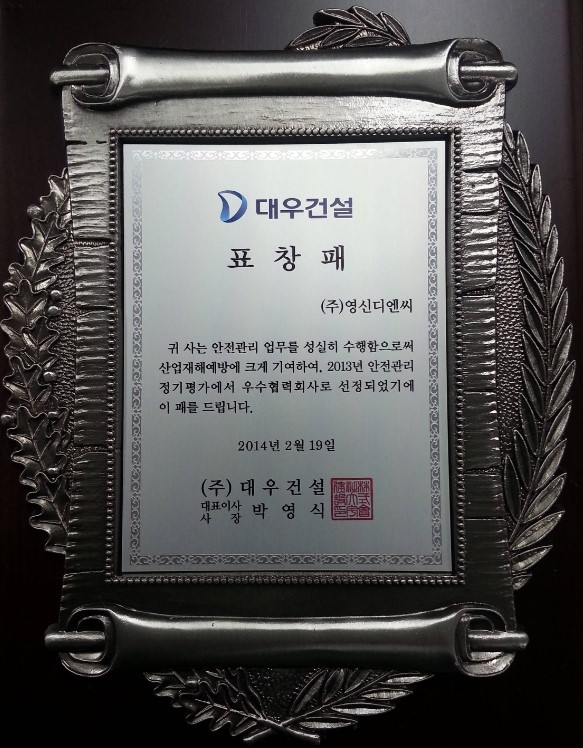 대우건설
표창패
(주)영신디엔씨
귀 사는 안전관리 업무를 성실히 수행함으로써
산업재해예방에 크게 기여하여, 2013년 안전관리
정기평가에서 우수협력회사로 선정되었기에
이 패를 드립니다.
2014년 2월 19일
(주) 대우건설
대표이사
사 장 박영식